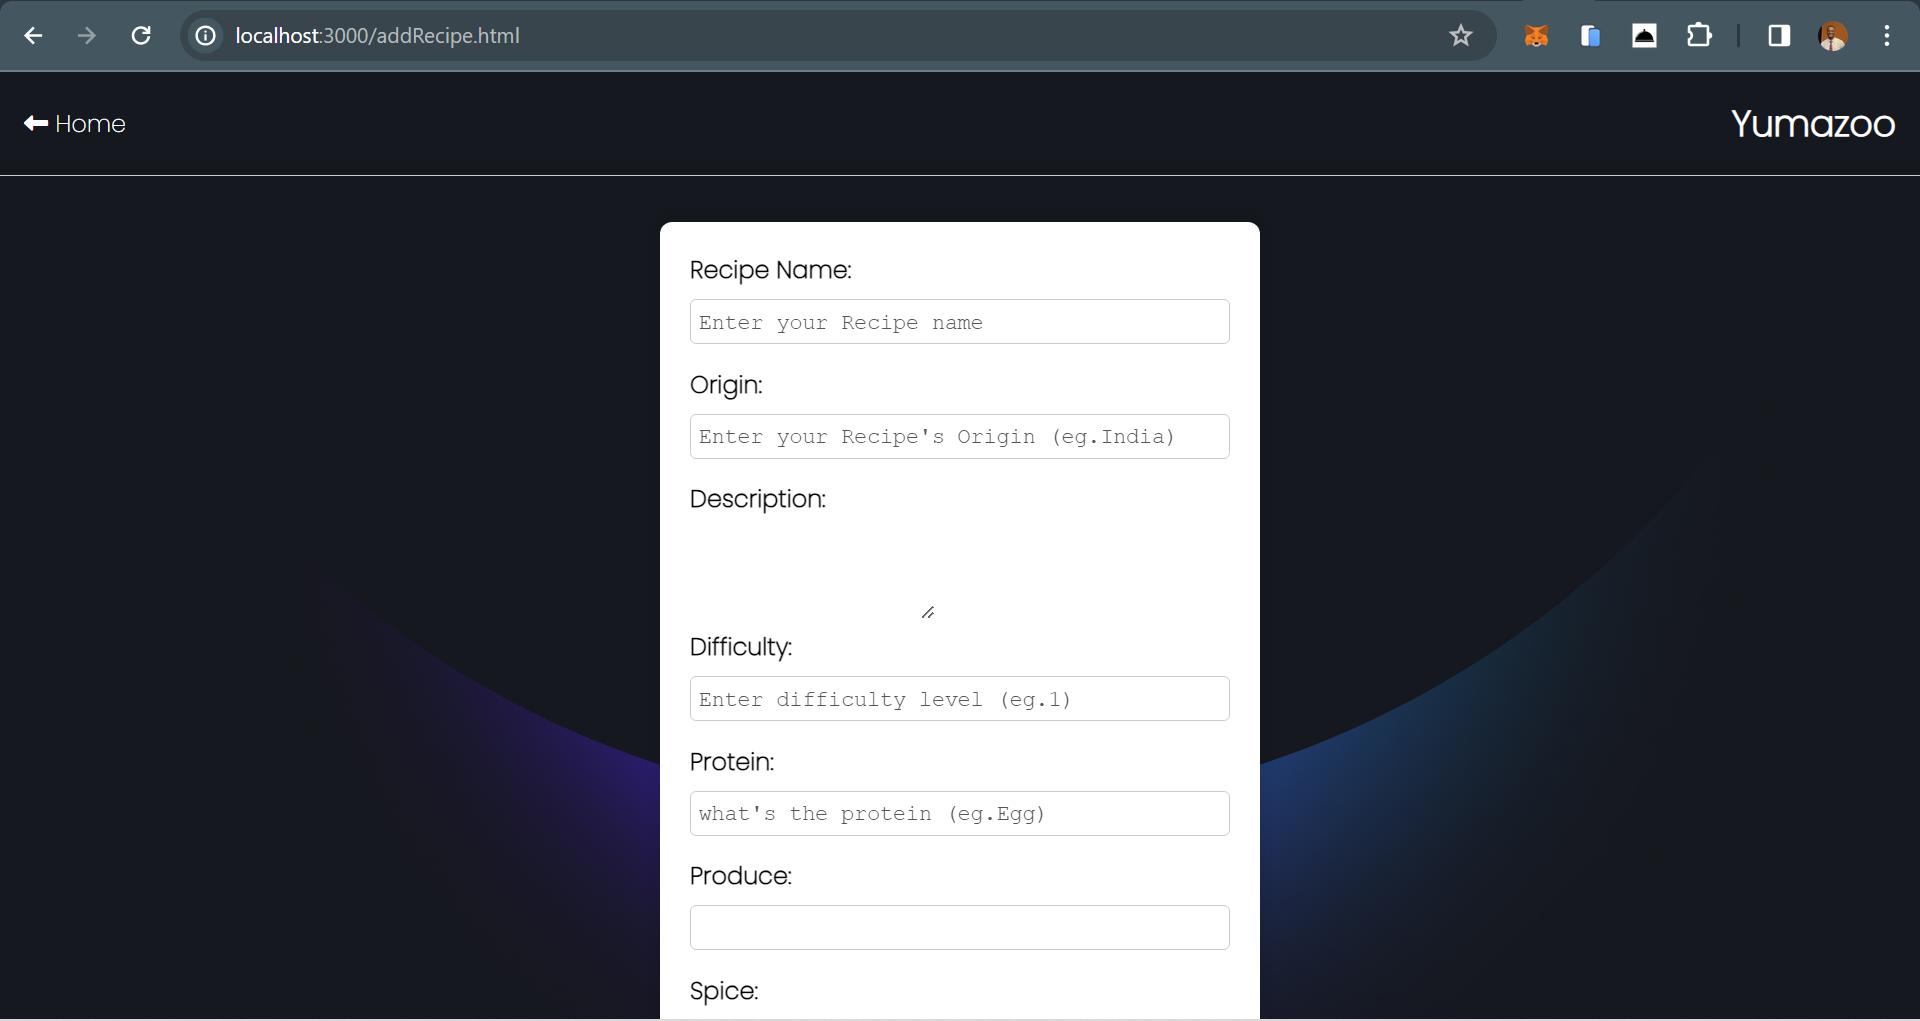 localhost:3000/addRecipe.html
Home
Yumazoo
Recipe Name:
Enter your Recipe name
Origin:
Enter your Recipe's Origin (eg.India)
Description:
Difficulty:
Enter difficulty level (eg.1)
Protein:
what's the protein (eg.Egg)
Produce:
Spice: